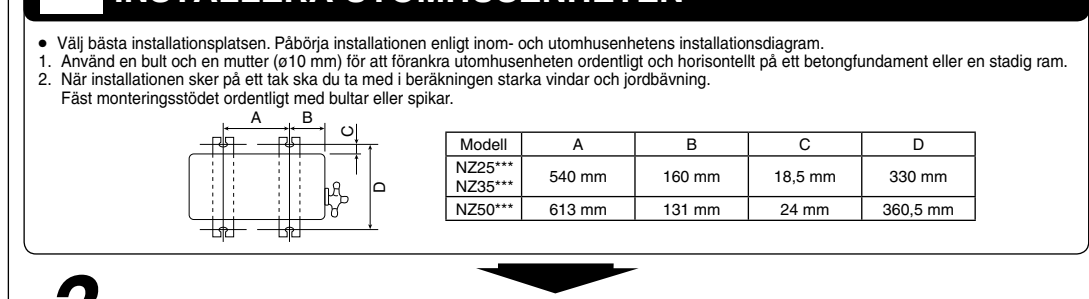 INSTALLERA UTOMHUSENHETEN
● Välj bästa installationsplatsen. Påbörja installationen enligt inom- och utomhusenhetens installationsdiagram.
1. Använd en bult och en mutter (ø10 mm) för att förankra utomhusenheten ordentligt och horisontellt på ett betongfundament eller en stadig ram.
2. När installationen sker på ett tak ska du ta med i beräkningen starka vindar och jordbävning.
Fäst monteringsstödet ordentligt med bultar eller spikar.
A B
C
D
Modell A B C D
NZ25***
NZ35***
540 mm 160 mm 18,5 mm 330 mm
NZ50*** 613 mm 131 mm 24 mm 360,5 mm
2